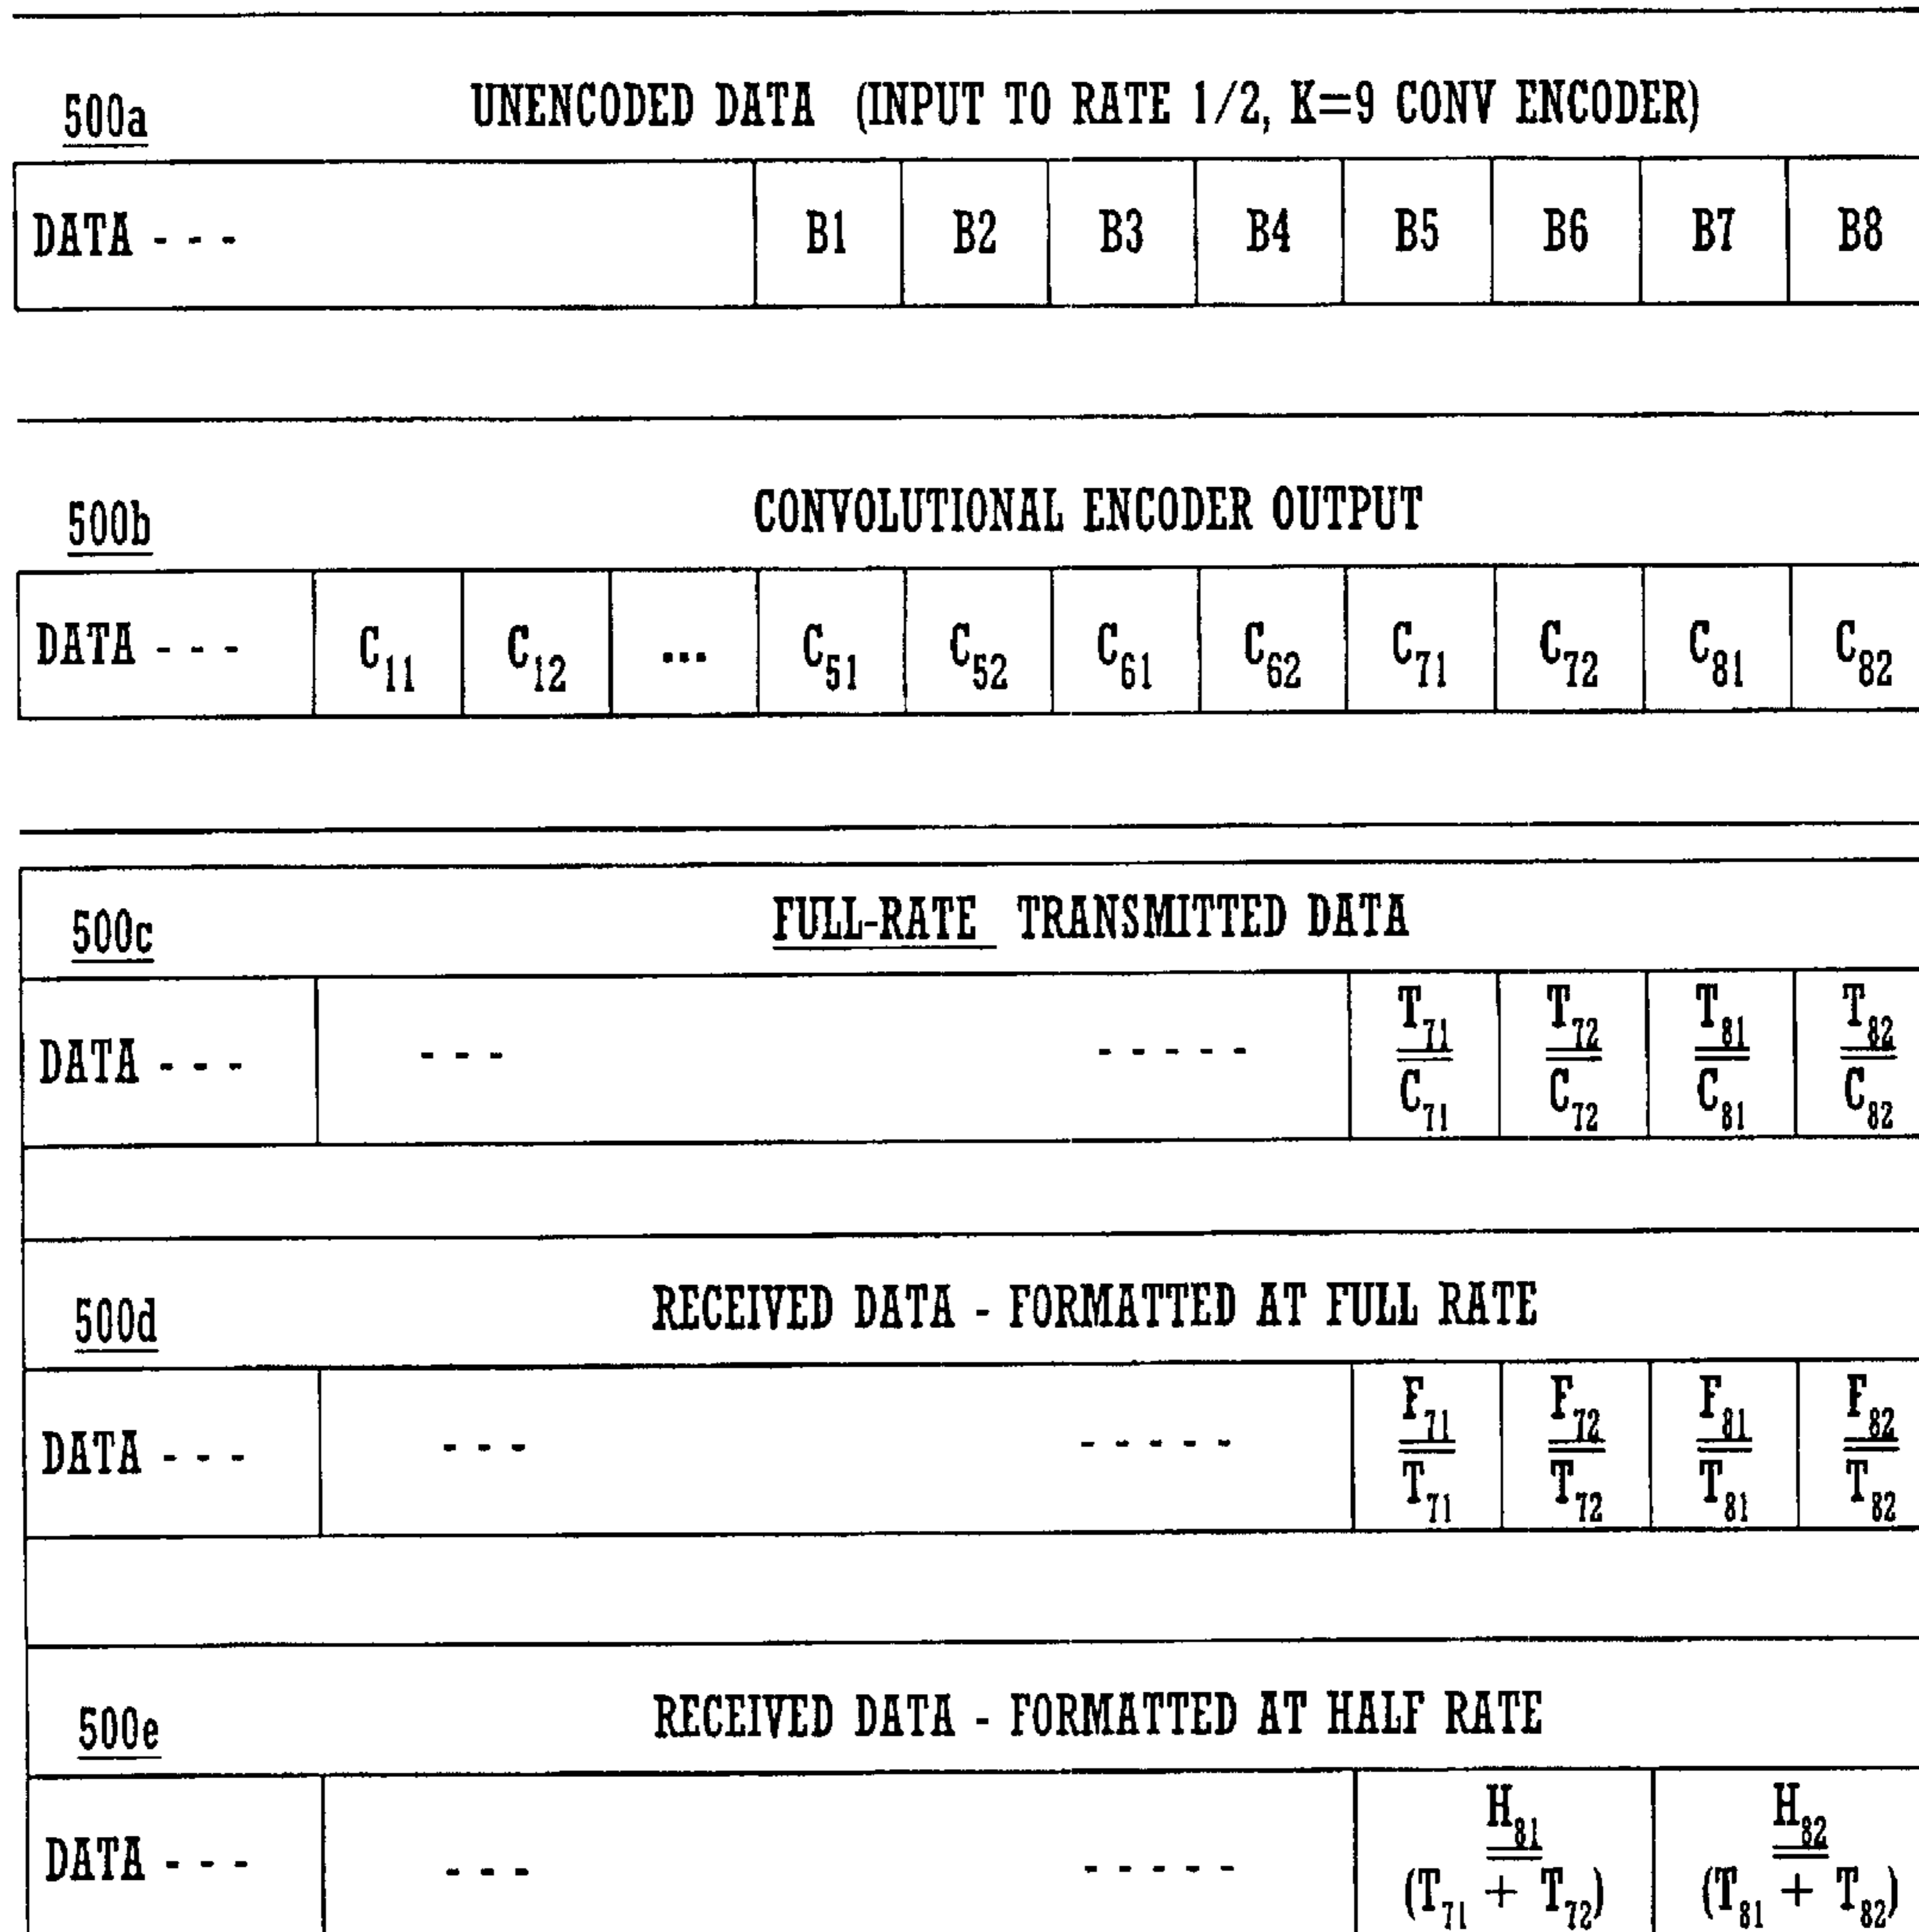 500a UNENCODED DATA (INPUT TO RATE 1/2, K=9 CONV ENCODER)
DATA - - - B1 B2 B3 B4 B5 B6 B7 B8
500b CONVOLUTIONAL ENCODER OUTPUT
DATA - - - C11 C12 ... C51 C52 C61 C62 C71 C72 C81 C82
500c FULL-RATE TRANSMITTED DATA
T71 T72 T81 T82
DATA - - - - - - - - - - - = = = =
C71 C72 C81 C82
500d RECEIVED DATA - FORMATTED AT FULL RATE
F71 F72 F81 F82
DATA - - - - - - - - - - - = = = =
T71 T72 T81 T82
500e RECEIVED DATA - FORMATTED AT HALF RATE
H81 H82
DATA - - - - - - - - - - - = =
(T71 + T72) (T81 + T82)